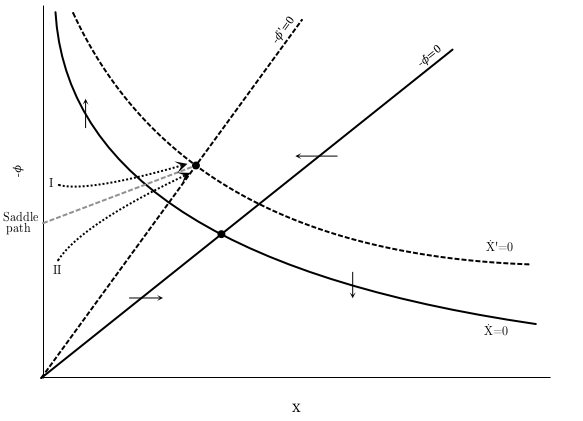 -ϕ̇'=0
-ϕ̇=0
-ϕ
I
Saddle
path
II
Ẋ'=0
Ẋ=0
X